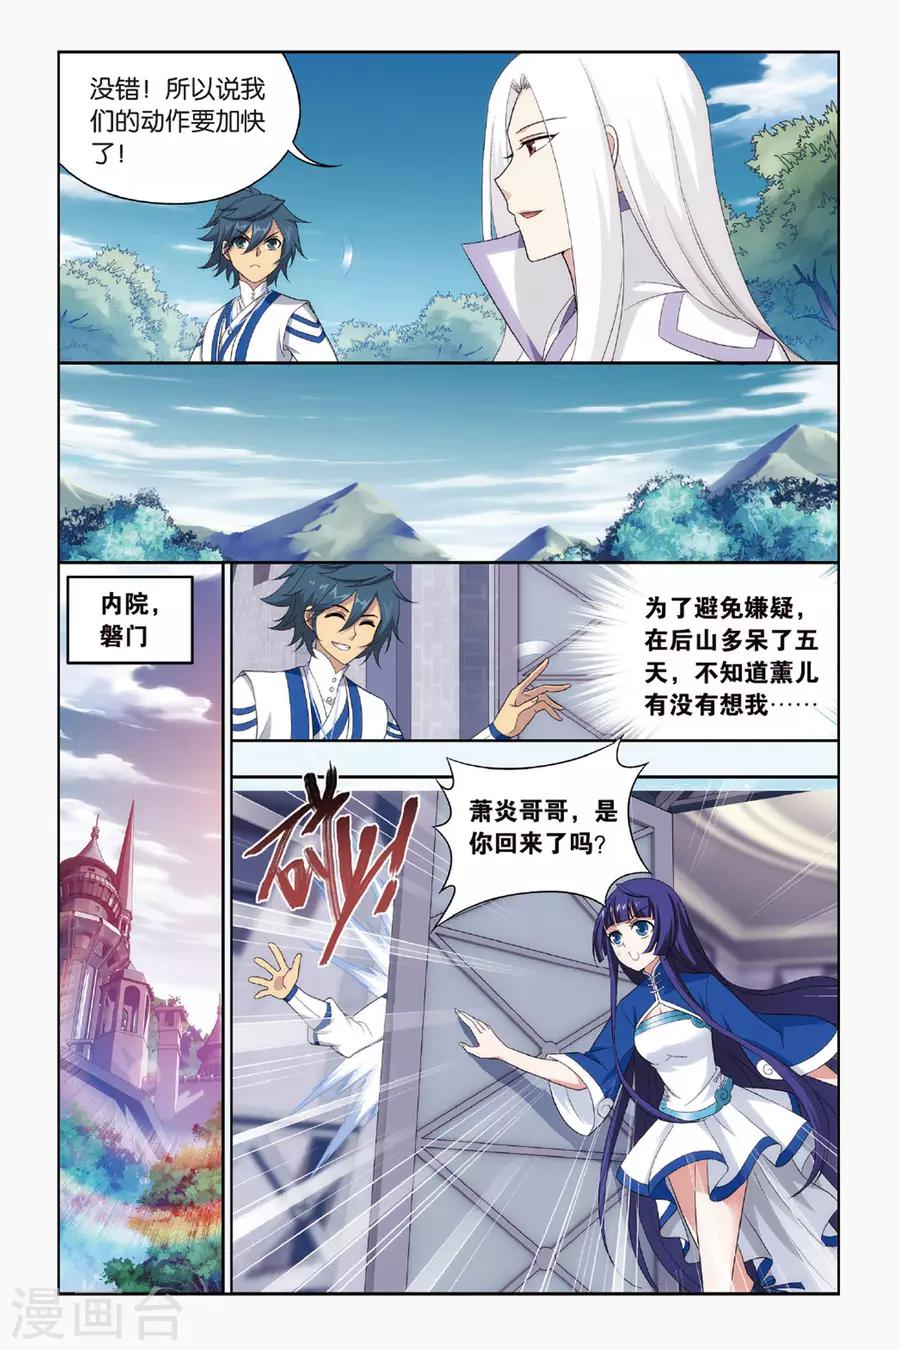 没错！所以说我
们的动作要加快
了！
内院，
磐门
为了避免嫌疑，
在后山多呆了五
天，不知道薰儿
有没有想我……
萧炎哥哥，是
你回来了吗？
砰！
漫画台